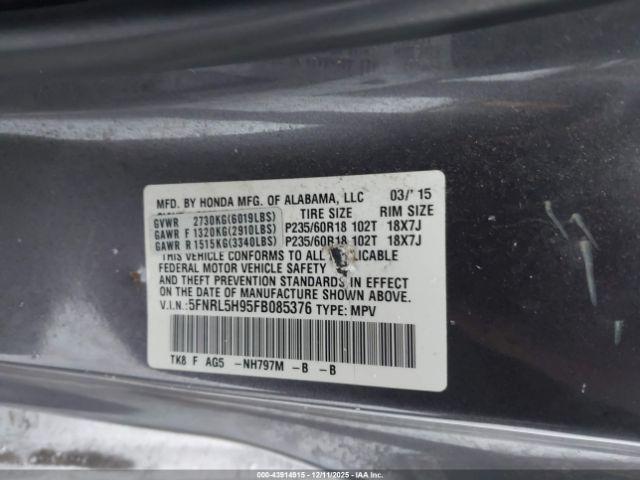 MFD. BY HONDA MFG. OF ALABAMA, LLC 03/'15
TIRE SIZE RIM SIZE
GVWR 2730KG(6019LBS)
GAWR F 1320KG(2910LBS) P235/60R18 102T 18X7J
GAWR R 1515KG(3340LBS) P235/60R18 102T 18X7J
THIS VEHICLE CONFORMS TO ALL APPLICABLE
FEDERAL MOTOR VEHICLE SAFETY
AND THEFT PREVENTION STANDARDS IN EFFECT
ON THE DATE OF MANUFACTURE SHOWN ABOVE.
V.I.N.:5FNRL5H95FB085376 TYPE: MPV
TK8 F AG5 -NH797M -B -B
000-43914915 - 12/11/2025 - IAAI